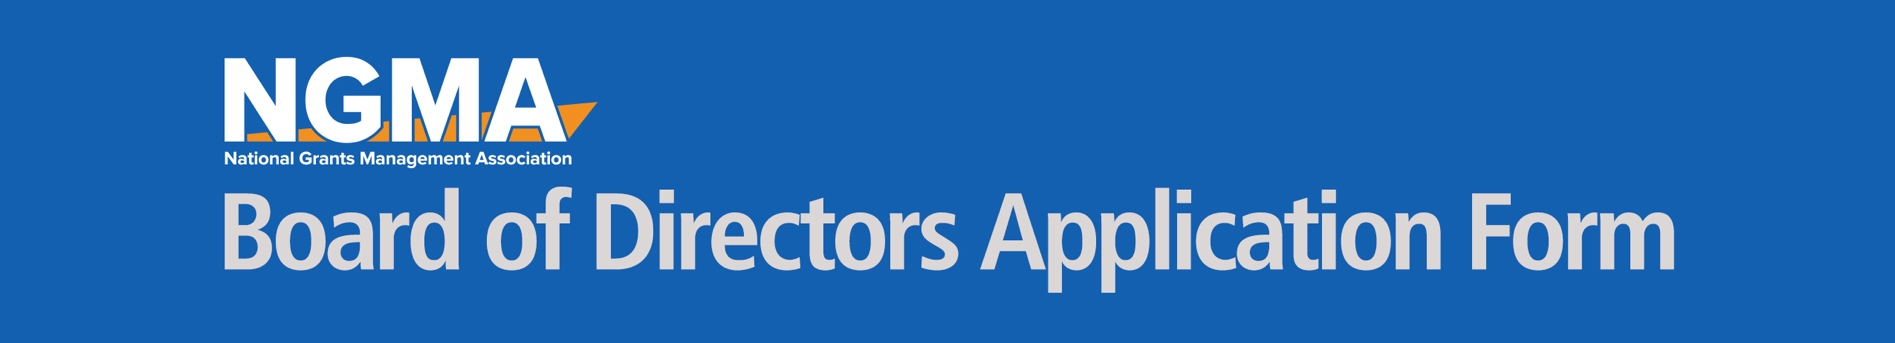 NGMA
National Grants Management Association
Board of Directors Application Form